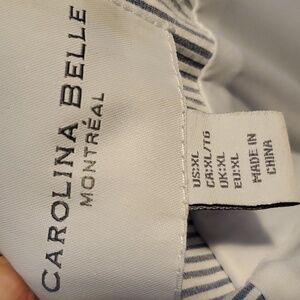 CAROLINA BELLE
MONTRÉAL
US:XL
CA:XL/TG
UK:XL
EU:XL
MADE IN
CHINA